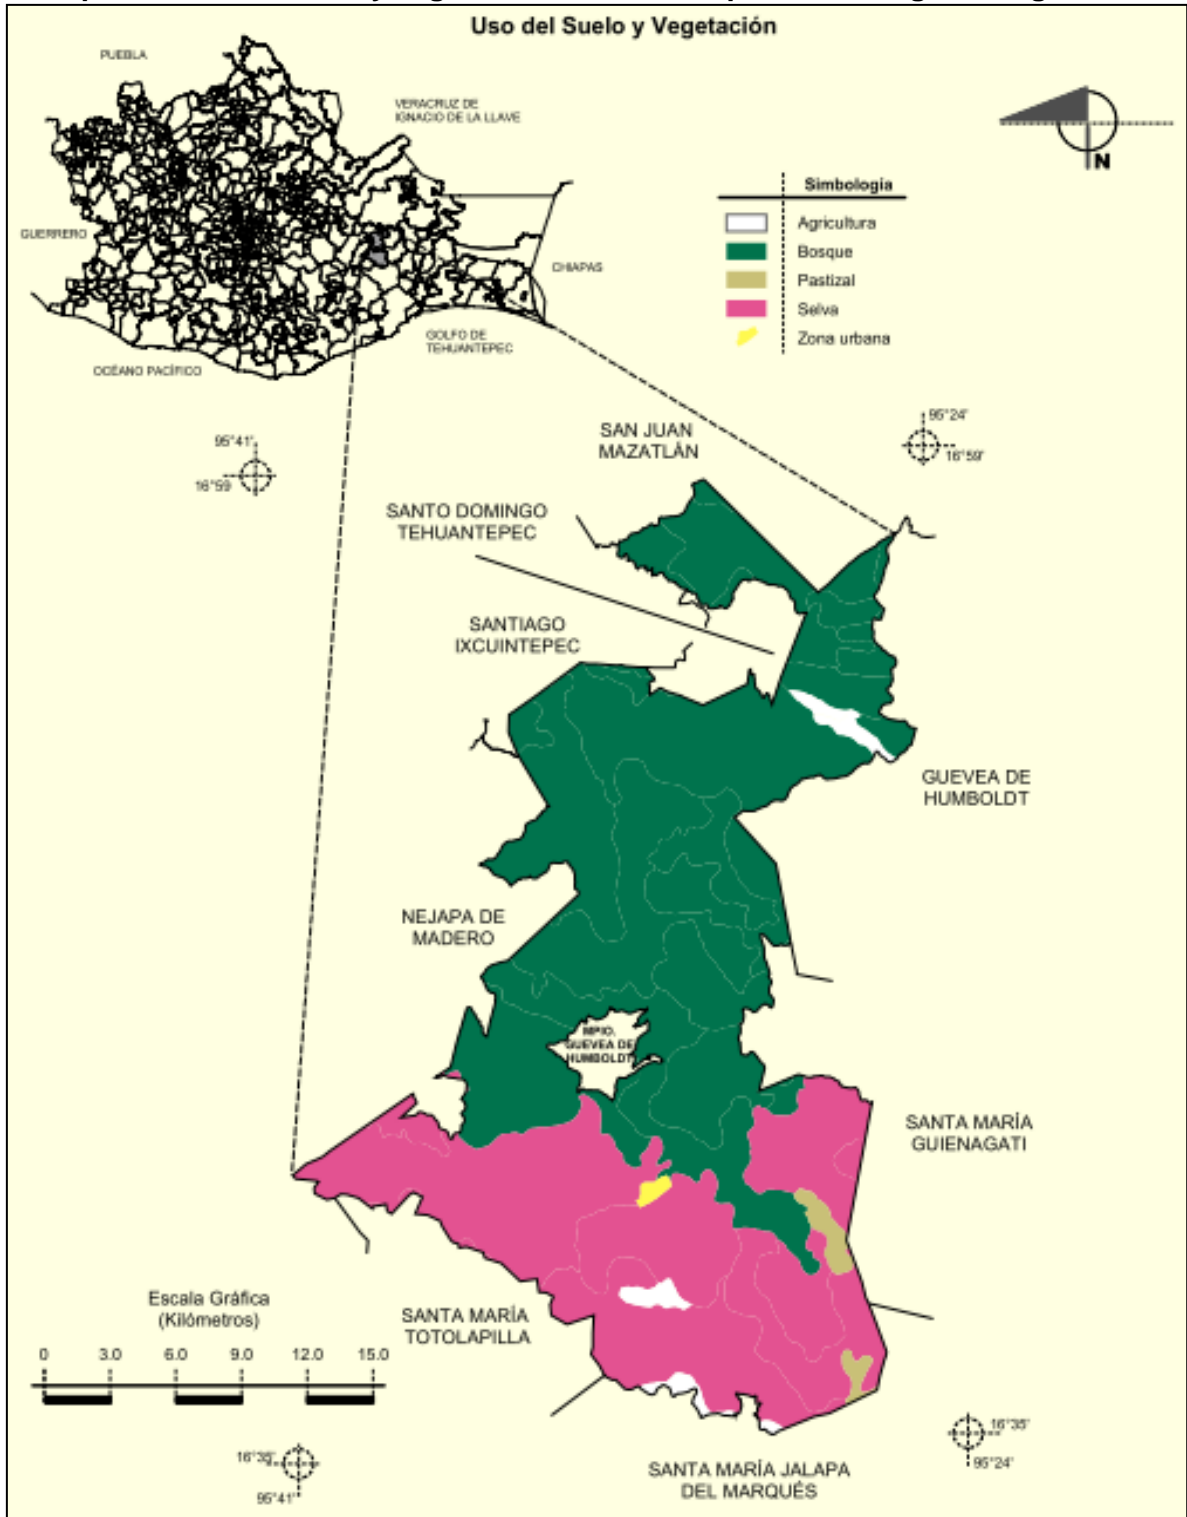 Uso del Suelo y Vegetación
PUEBLA
VERACRUZ DE
IGNACIO DE LA LLAVE
GUERRERO
CHIAPAS
GOLFO DE
TEHUANTEPEC
OCÉANO PACÍFICO
N
Simbología
Agricultura
Bosque
Pastizal
Selva
Zona urbana
95°41'
16°59'
95°24'
16°59'
SAN JUAN
MAZATLÁN
SANTO DOMINGO
TEHUANTEPEC
SANTIAGO
IXCUINTEPEC
GUEVEA DE
HUMBOLDT
NEJAPA DE
MADERO
MPIO.
GUEVEA DE
HUMBOLDT
SANTA MARÍA
GUIENAGATI
Escala Gráfica
(Kilómetros)
0 3.0 6.0 9.0 12.0 15.0
SANTA MARÍA
TOTOLAPILLA
16°35'
95°41'
16°35'
95°24'
SANTA MARÍA JALAPA
DEL MARQUÉS